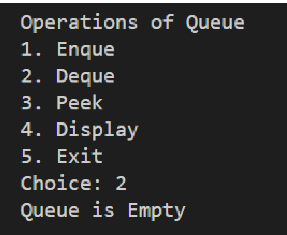 Operations of Queue
1. Enque
2. Deque
3. Peek
4. Display
5. Exit
Choice: 2
Queue is Empty